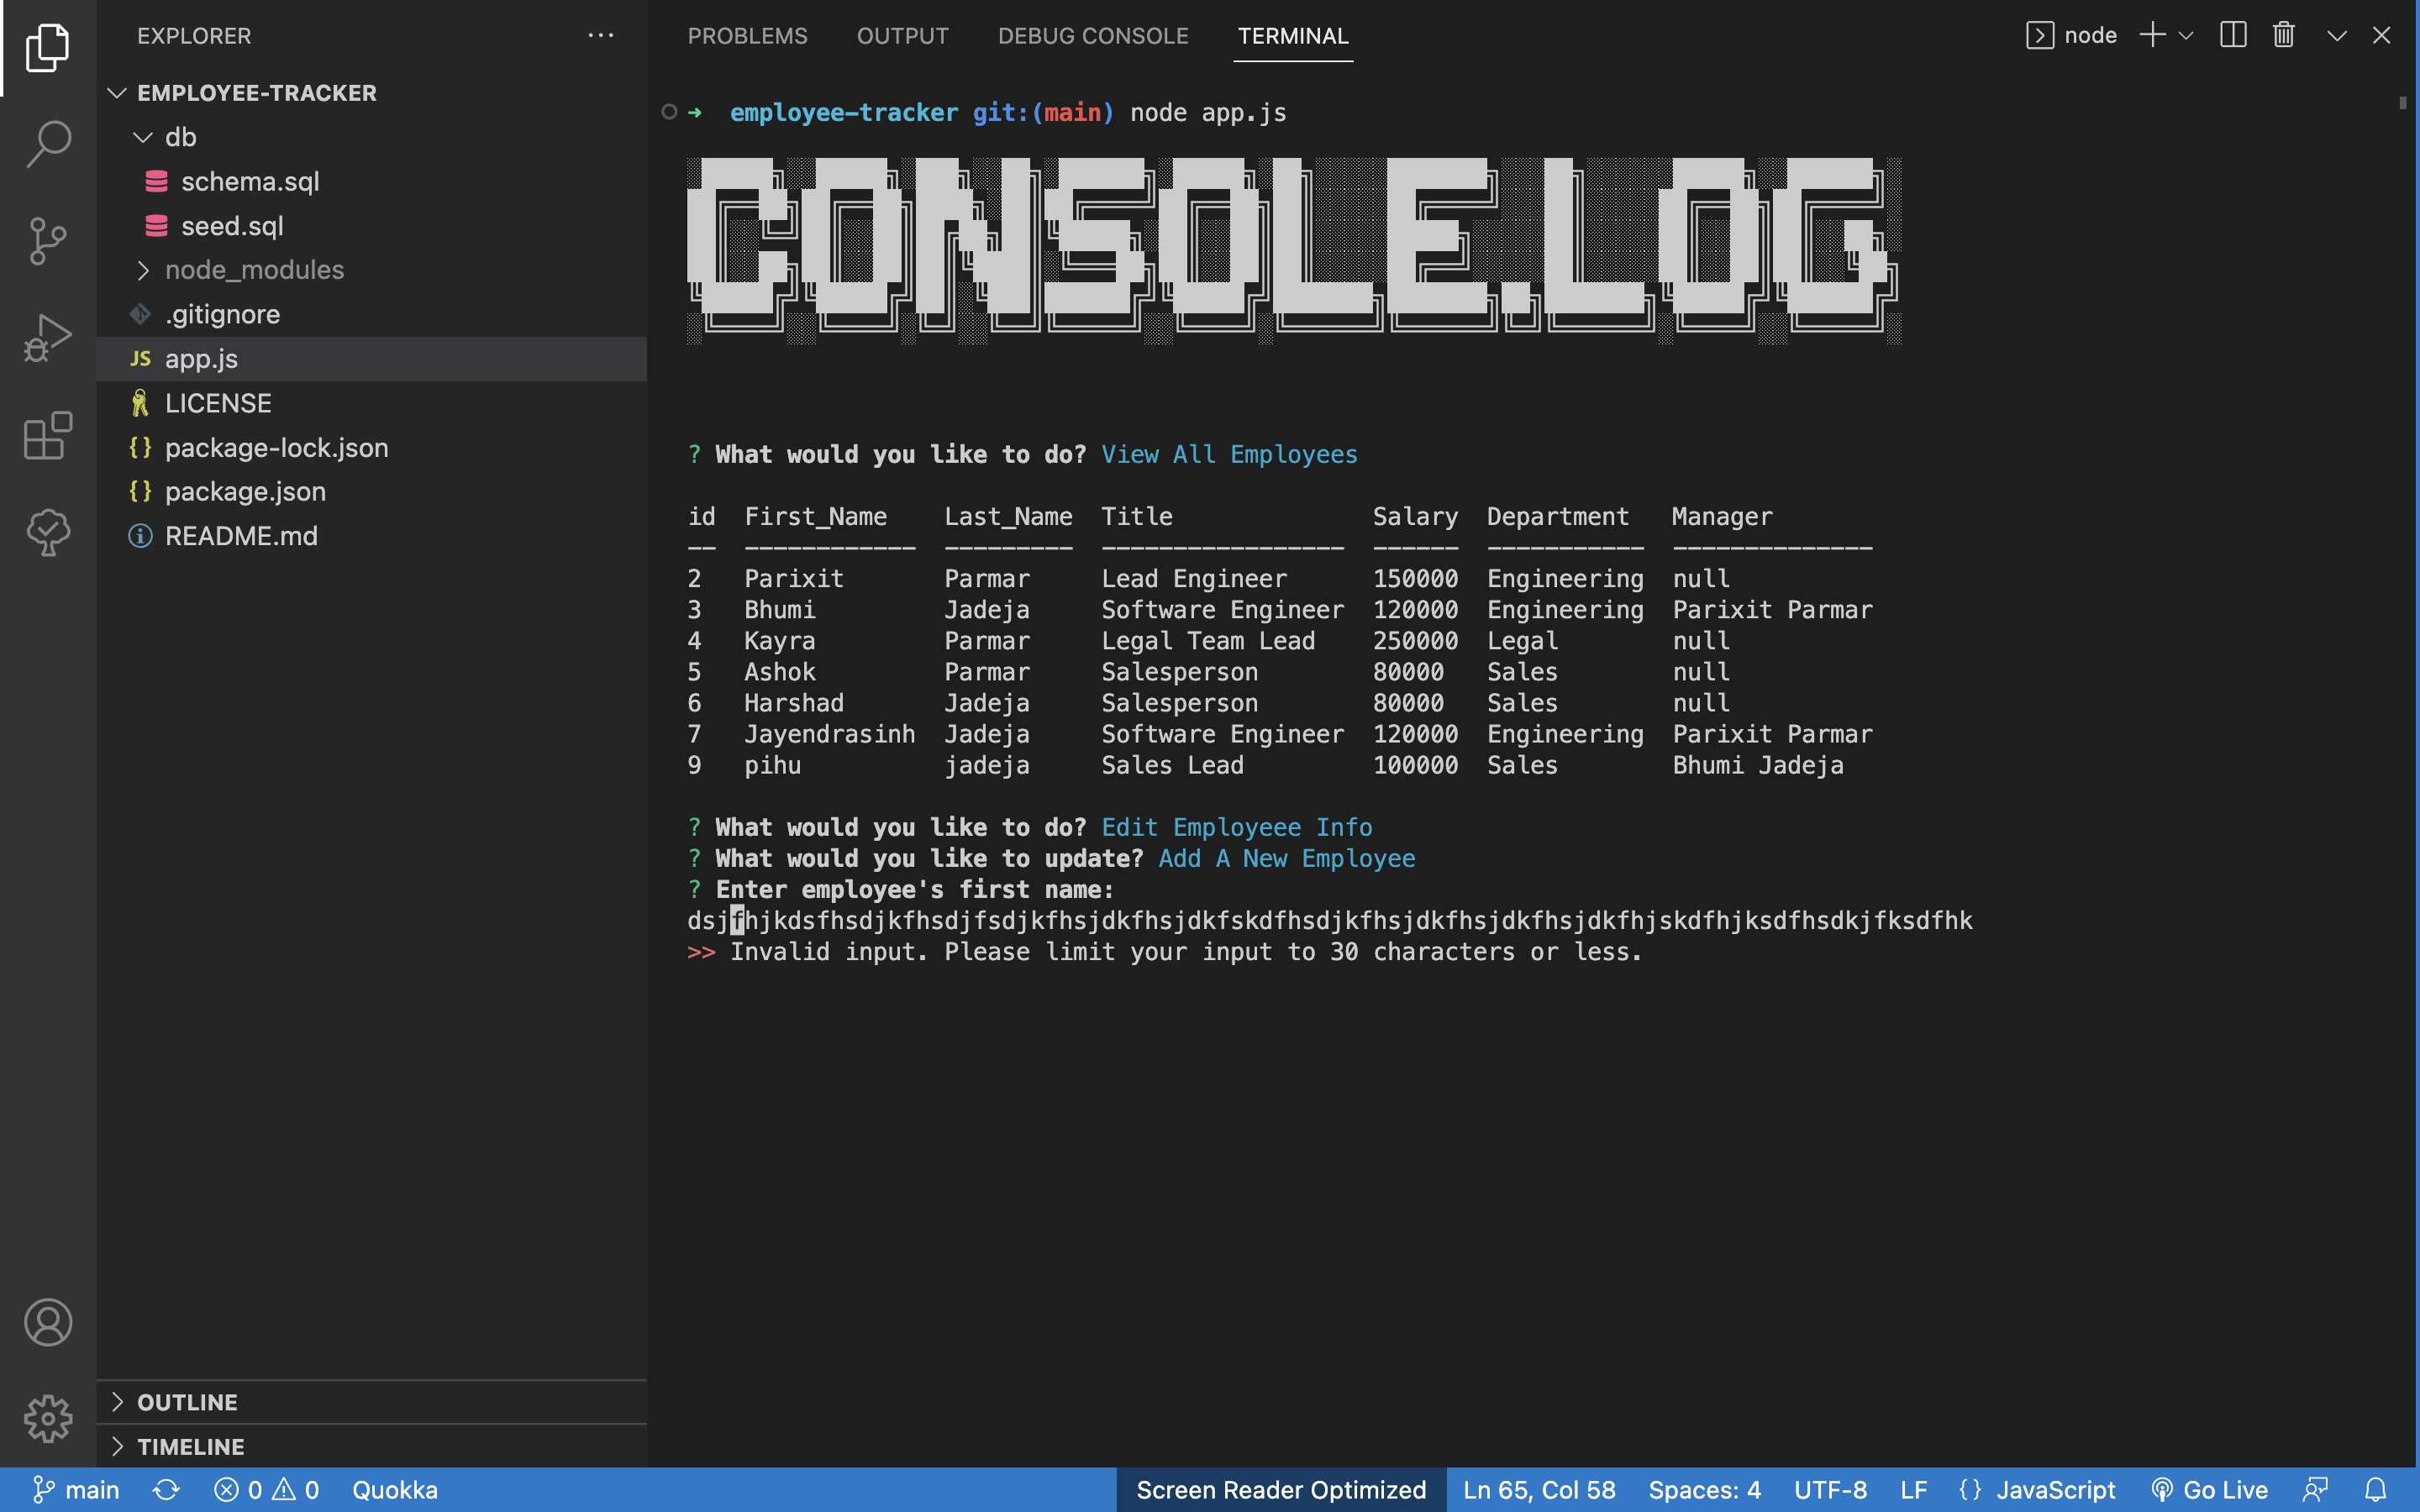 EXPLORER
EMPLOYEE-TRACKER
db
schema.sql
seed.sql
node_modules
.gitignore
JS app.js
LICENSE
{} package-lock.json
{} package.json
README.md
OUTLINE
TIMELINE
PROBLEMS OUTPUT DEBUG CONSOLE TERMINAL
node
→ employee-tracker git:(main) node app.js
CONSOLE.LOG
? What would you like to do? View All Employees
id First_Name Last_Name Title Salary Department Manager
-- ------------ --------- ----------------- ------ ----------- --------------
2 Parixit Parmar Lead Engineer 150000 Engineering null
3 Bhumi Jadeja Software Engineer 120000 Engineering Parixit Parmar
4 Kayra Parmar Legal Team Lead 250000 Legal null
5 Ashok Parmar Salesperson 80000 Sales null
6 Harshad Jadeja Salesperson 80000 Sales null
7 Jayendrasinh Jadeja Software Engineer 120000 Engineering Parixit Parmar
9 pihu jadeja Sales Lead 100000 Sales Bhumi Jadeja
? What would you like to do? Edit Employeee Info
? What would you like to update? Add A New Employee
? Enter employee's first name:
dsjfhjkdsfhsdjkfhsdjfsdjkfhsjdkfhsjdkfskdfhsdjkfhsjdkfhsjdkfhsjdkfhjskdfhjksdfhsdkjfksdfhk
>> Invalid input. Please limit your input to 30 characters or less.
main 0 0 Quokka Screen Reader Optimized Ln 65, Col 58 Spaces: 4 UTF-8 LF {} JavaScript Go Live